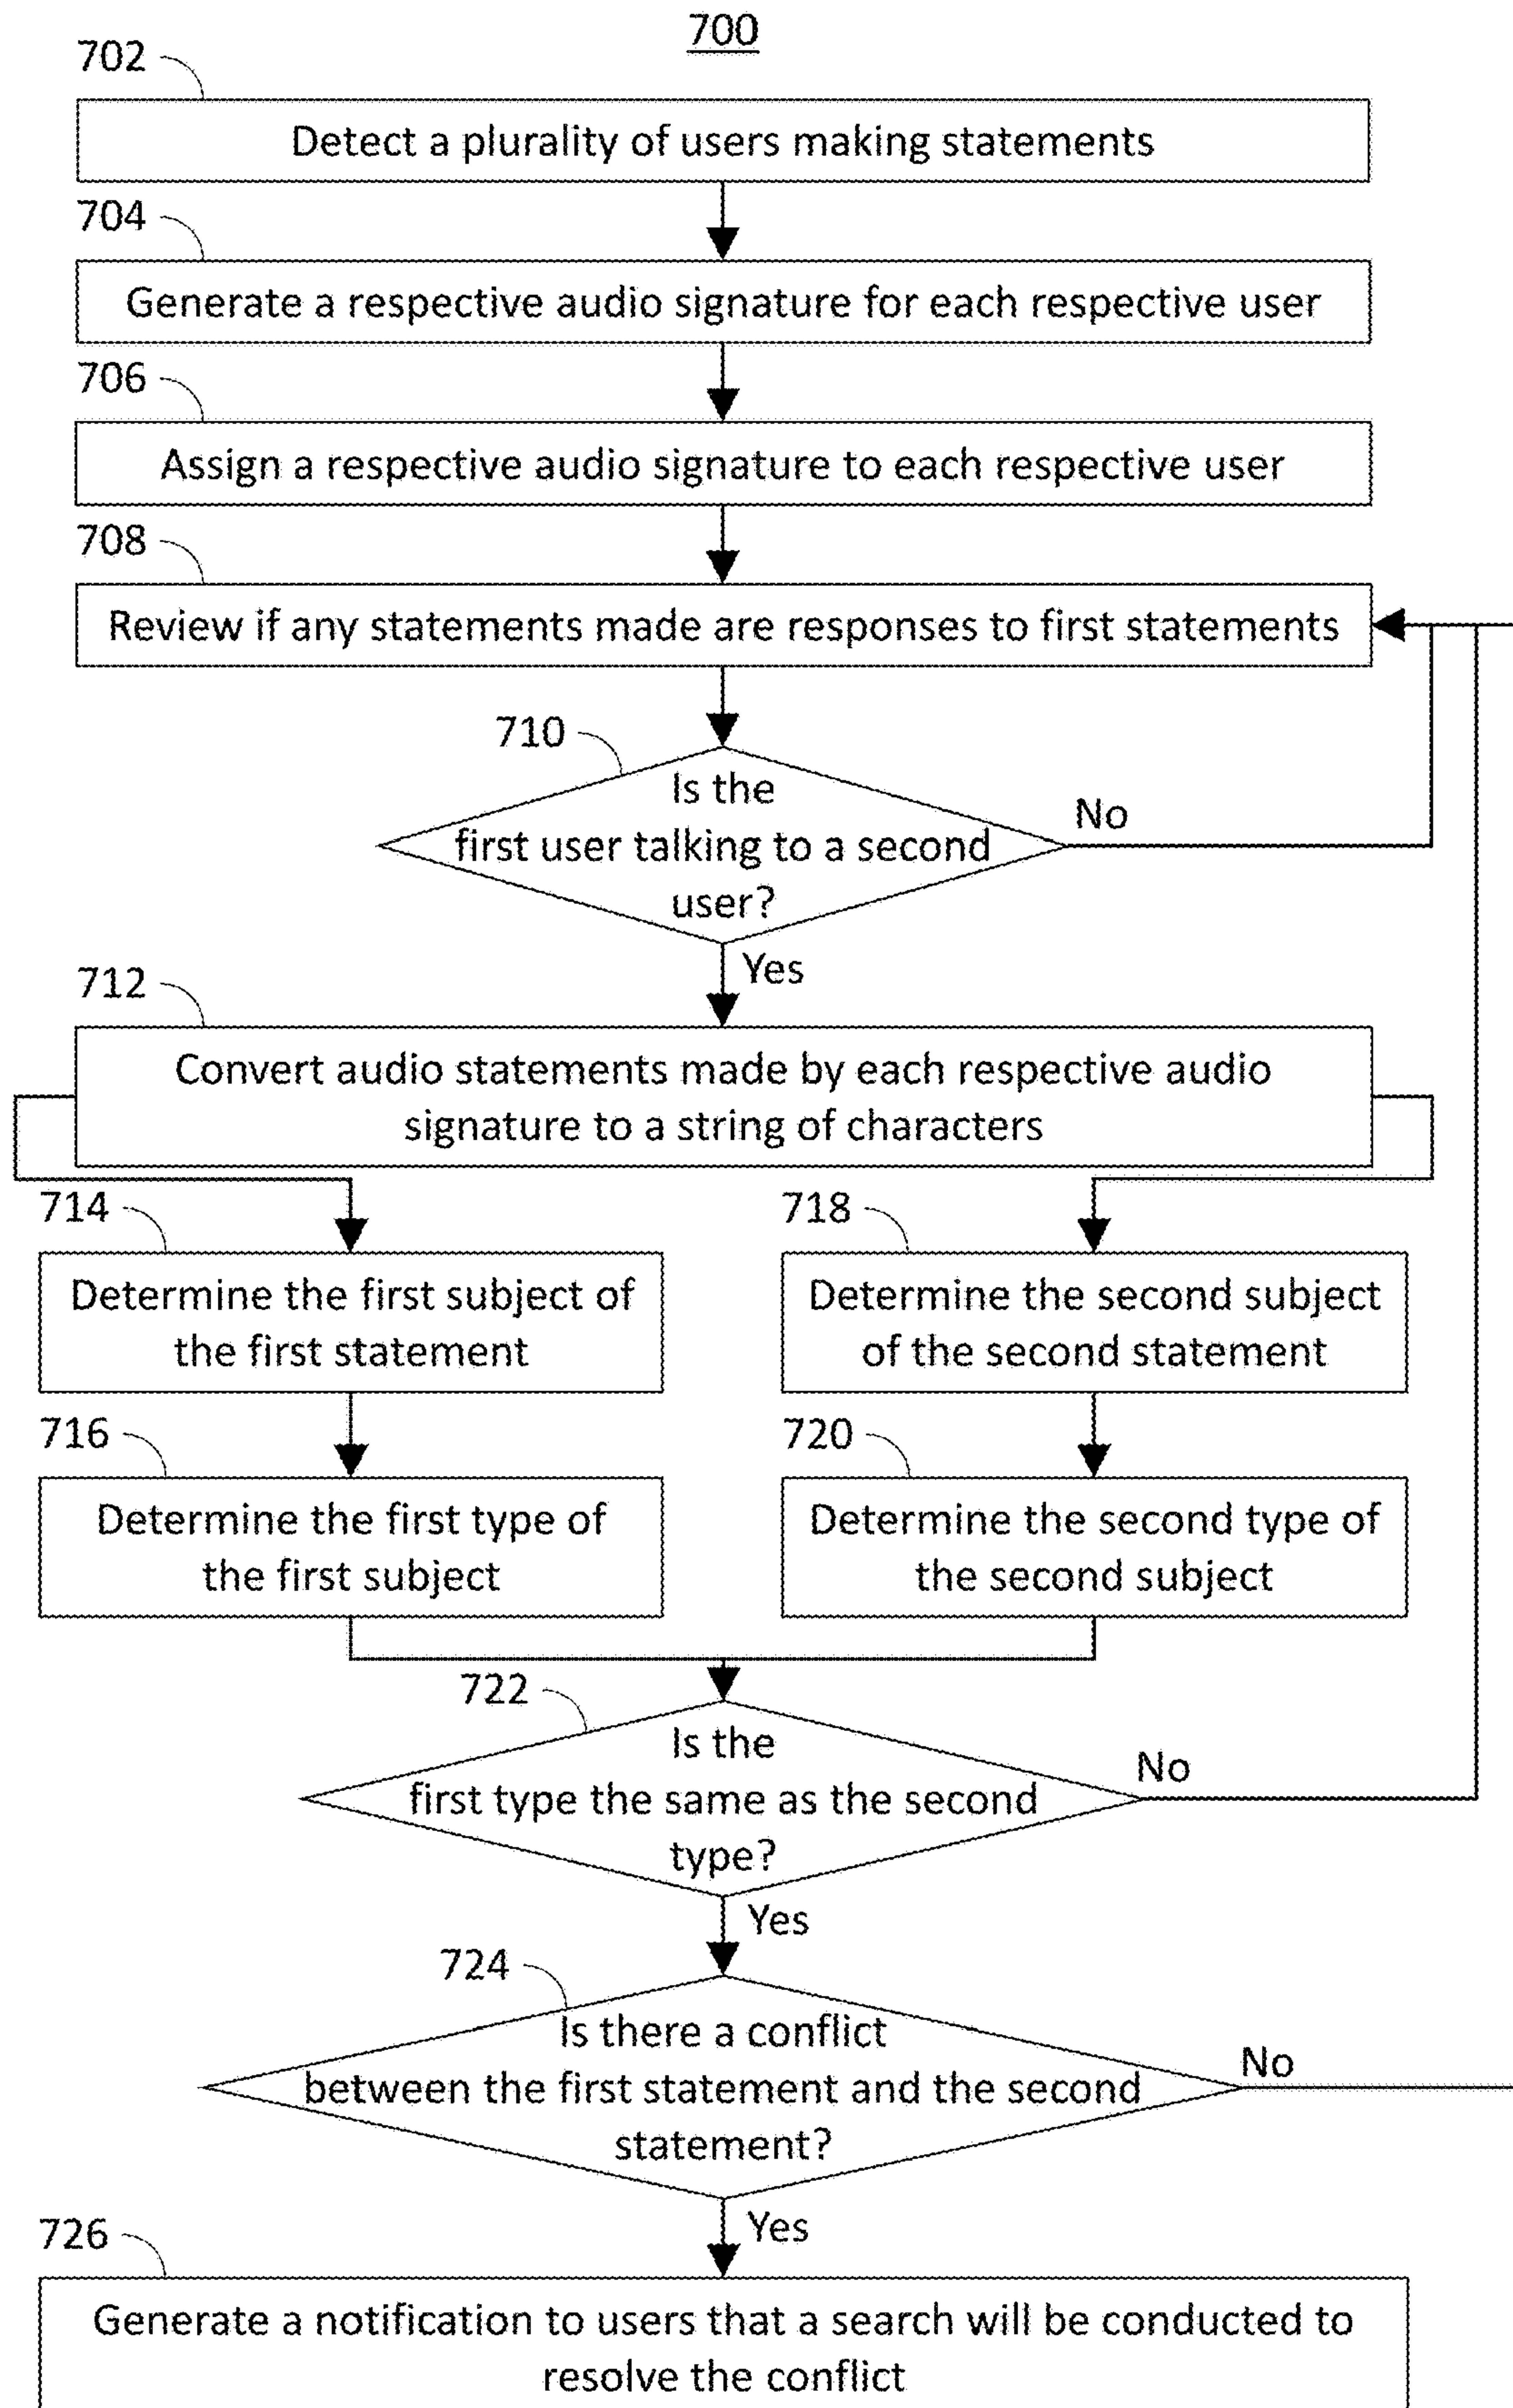 700
702
Detect a plurality of users making statements
704
Generate a respective audio signature for each respective user
706
Assign a respective audio signature to each respective user
708
Review if any statements made are responses to first statements
710
Is the
first user talking to a second
user?
No
Yes
712
Convert audio statements made by each respective audio
signature to a string of characters
714
Determine the first subject of
the first statement
716
Determine the first type of
the first subject
718
Determine the second subject
of the second statement
720
Determine the second type of
the second subject
722
Is the
first type the same as the second
type?
No
Yes
724
Is there a conflict
between the first statement and the second
statement?
No
Yes
726
Generate a notification to users that a search will be conducted to
resolve the conflict